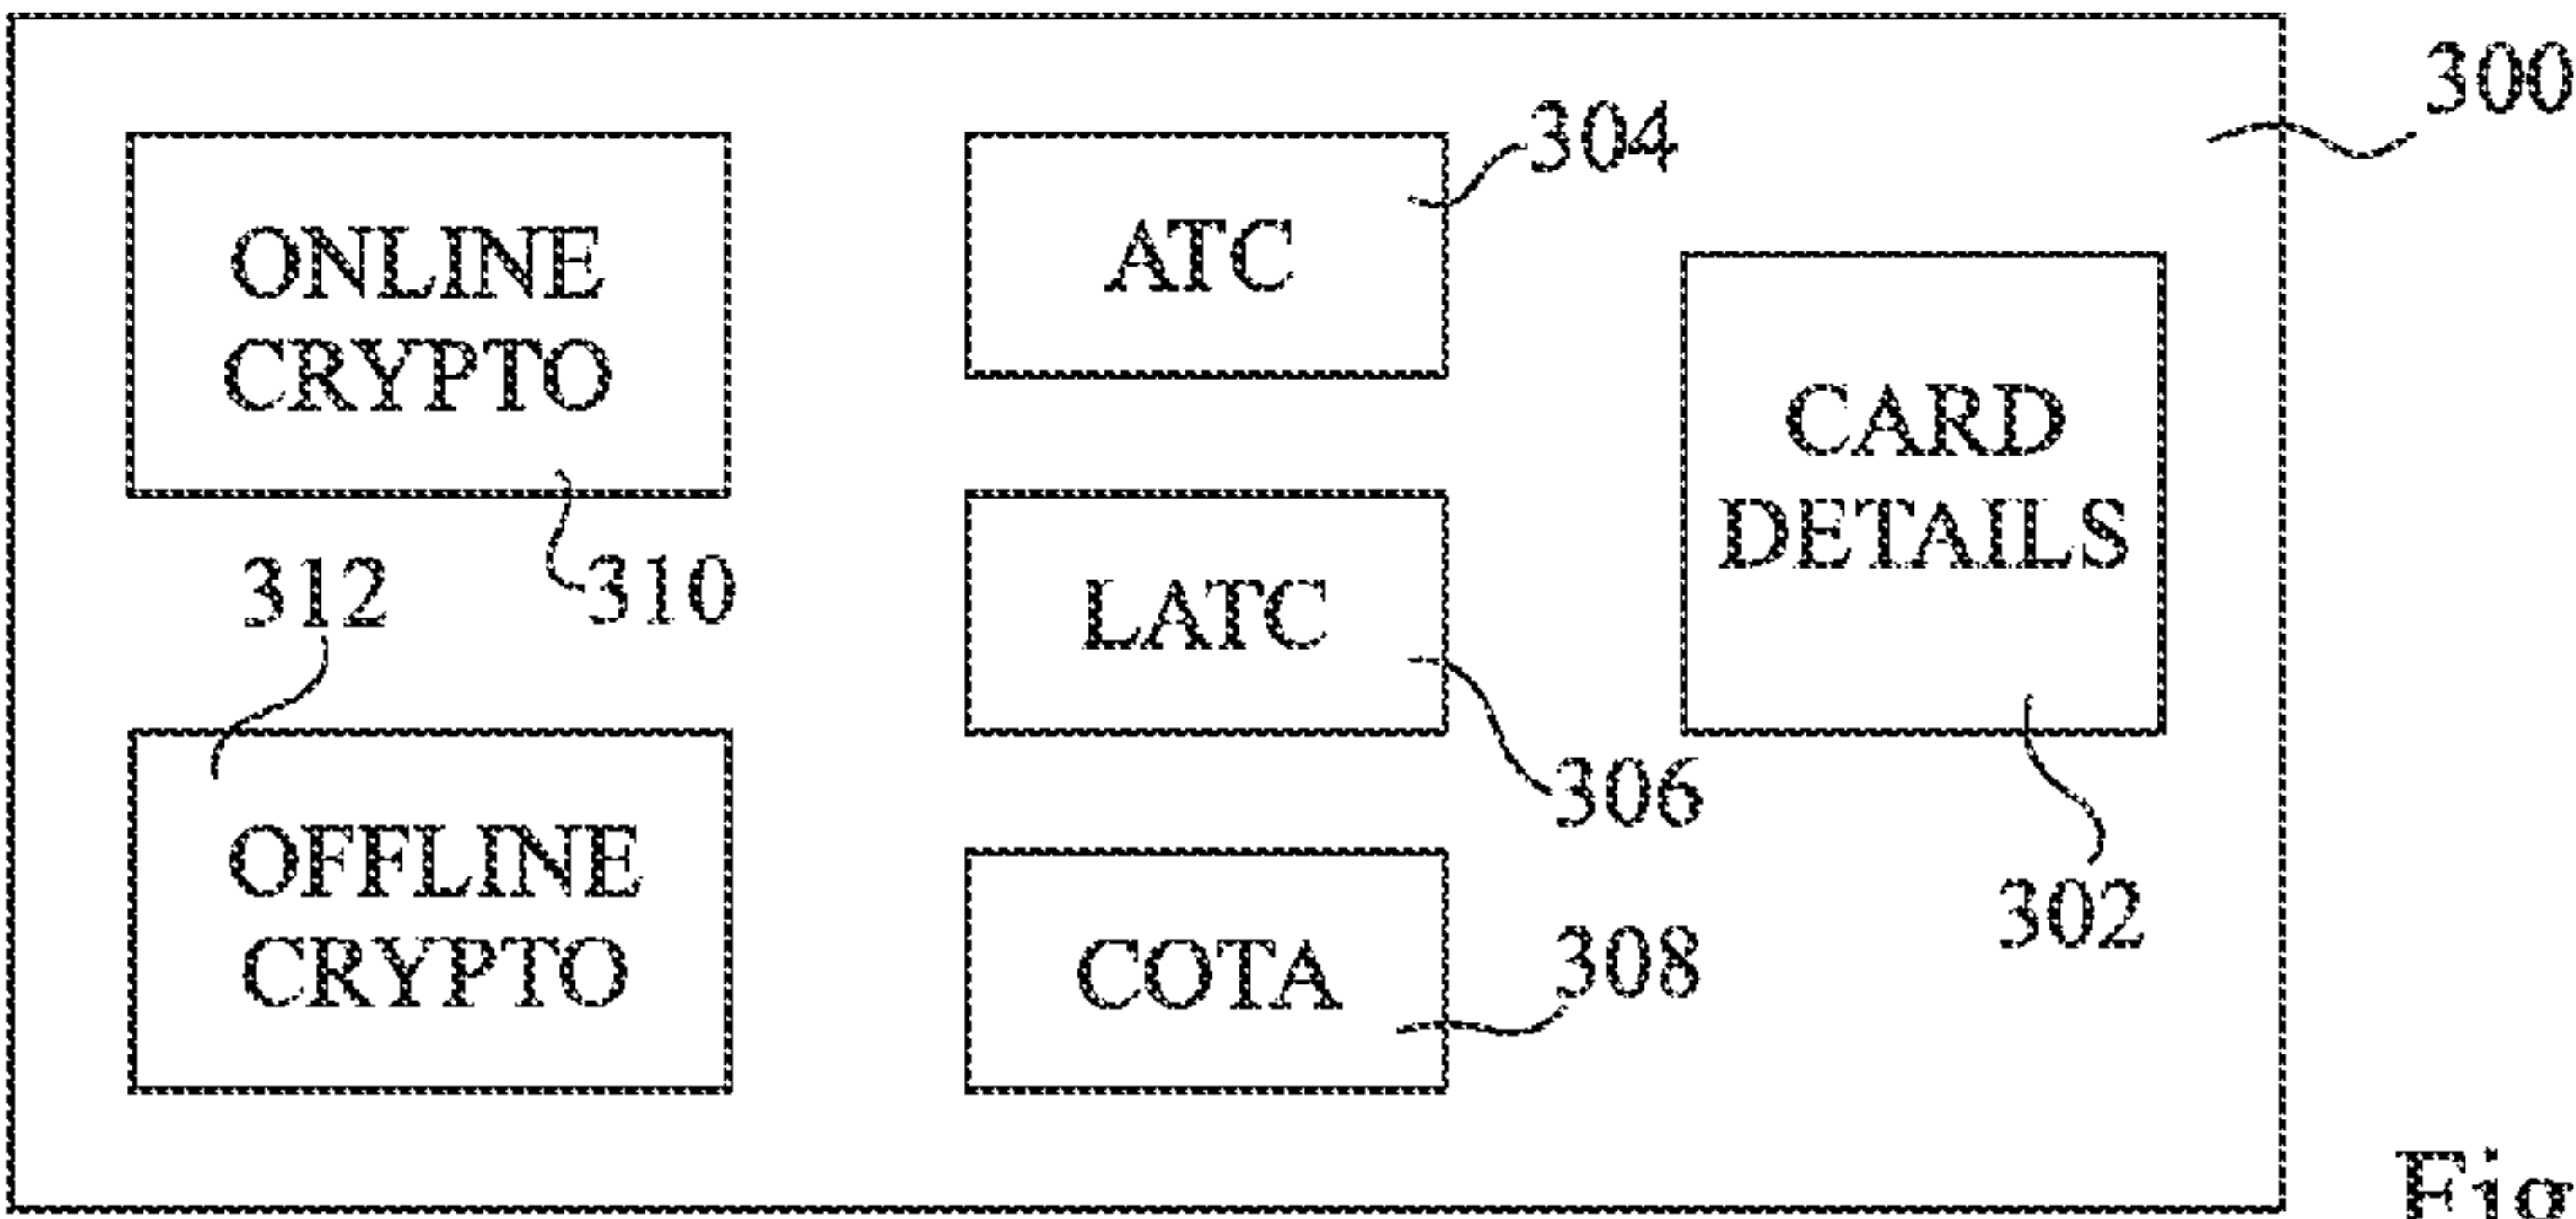 300
304
ONLINE
CRYPTO
ATC
CARD
DETAILS
312
310
LATC
306
302
OFFLINE
CRYPTO
COTA
308
Fig